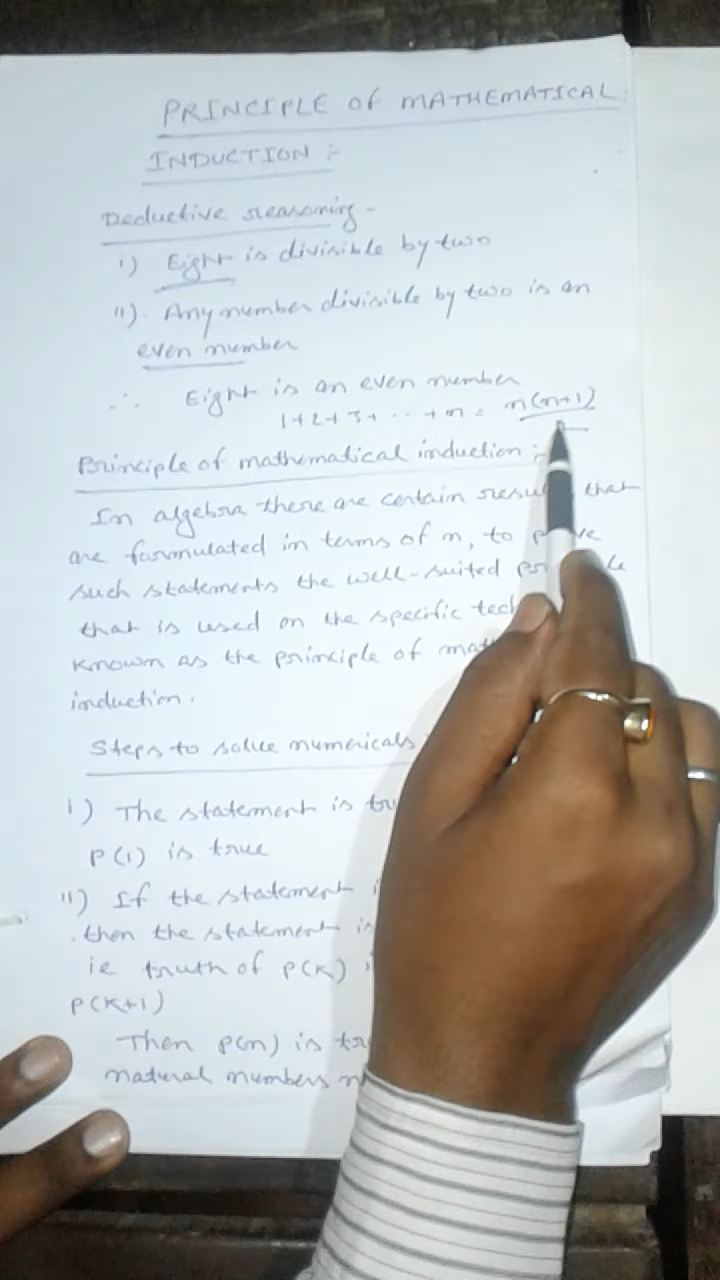 PRINCIPLE OF MATHEMATICAL
INDUCTION :-
Deductive reasoning -
i) Eight is divisible by two
ii). Any number divisible by two is an
even number
∴ Eight is an even number
1+2+3+ ... +n = n(n+1)
Principle of mathematical induction :-
In algebra there are certain that
are formulated in terms of n, to
such statements the well-suited
that is used on the specific
known as the principle of
induction.
Steps to solve numericals
i) The statement is
P(1) is true
ii) If the statement
.then the statement is
ie truth of P(K)
P(K+1)
Then P(n) is
natural numbers